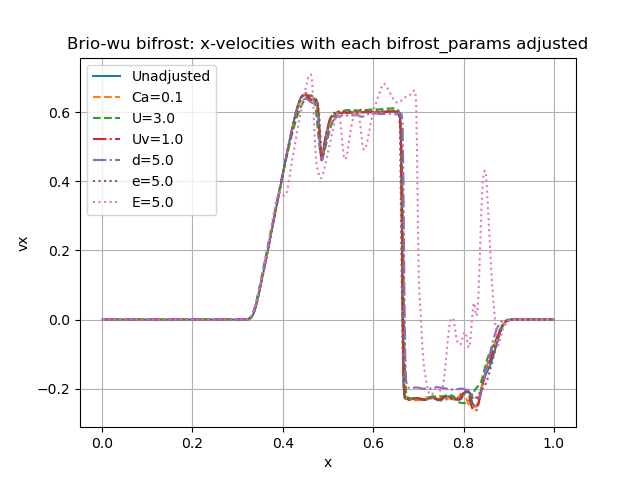 Brio-wu bifrost: x-velocities with each bifrost_params adjusted
Unadjusted
Ca=0.1
U=3.0
Uv=1.0
d=5.0
e=5.0
E=5.0
0.6
0.4
0.2
0.0
−0.2
vx
0.0 0.2 0.4 0.6 0.8 1.0
x